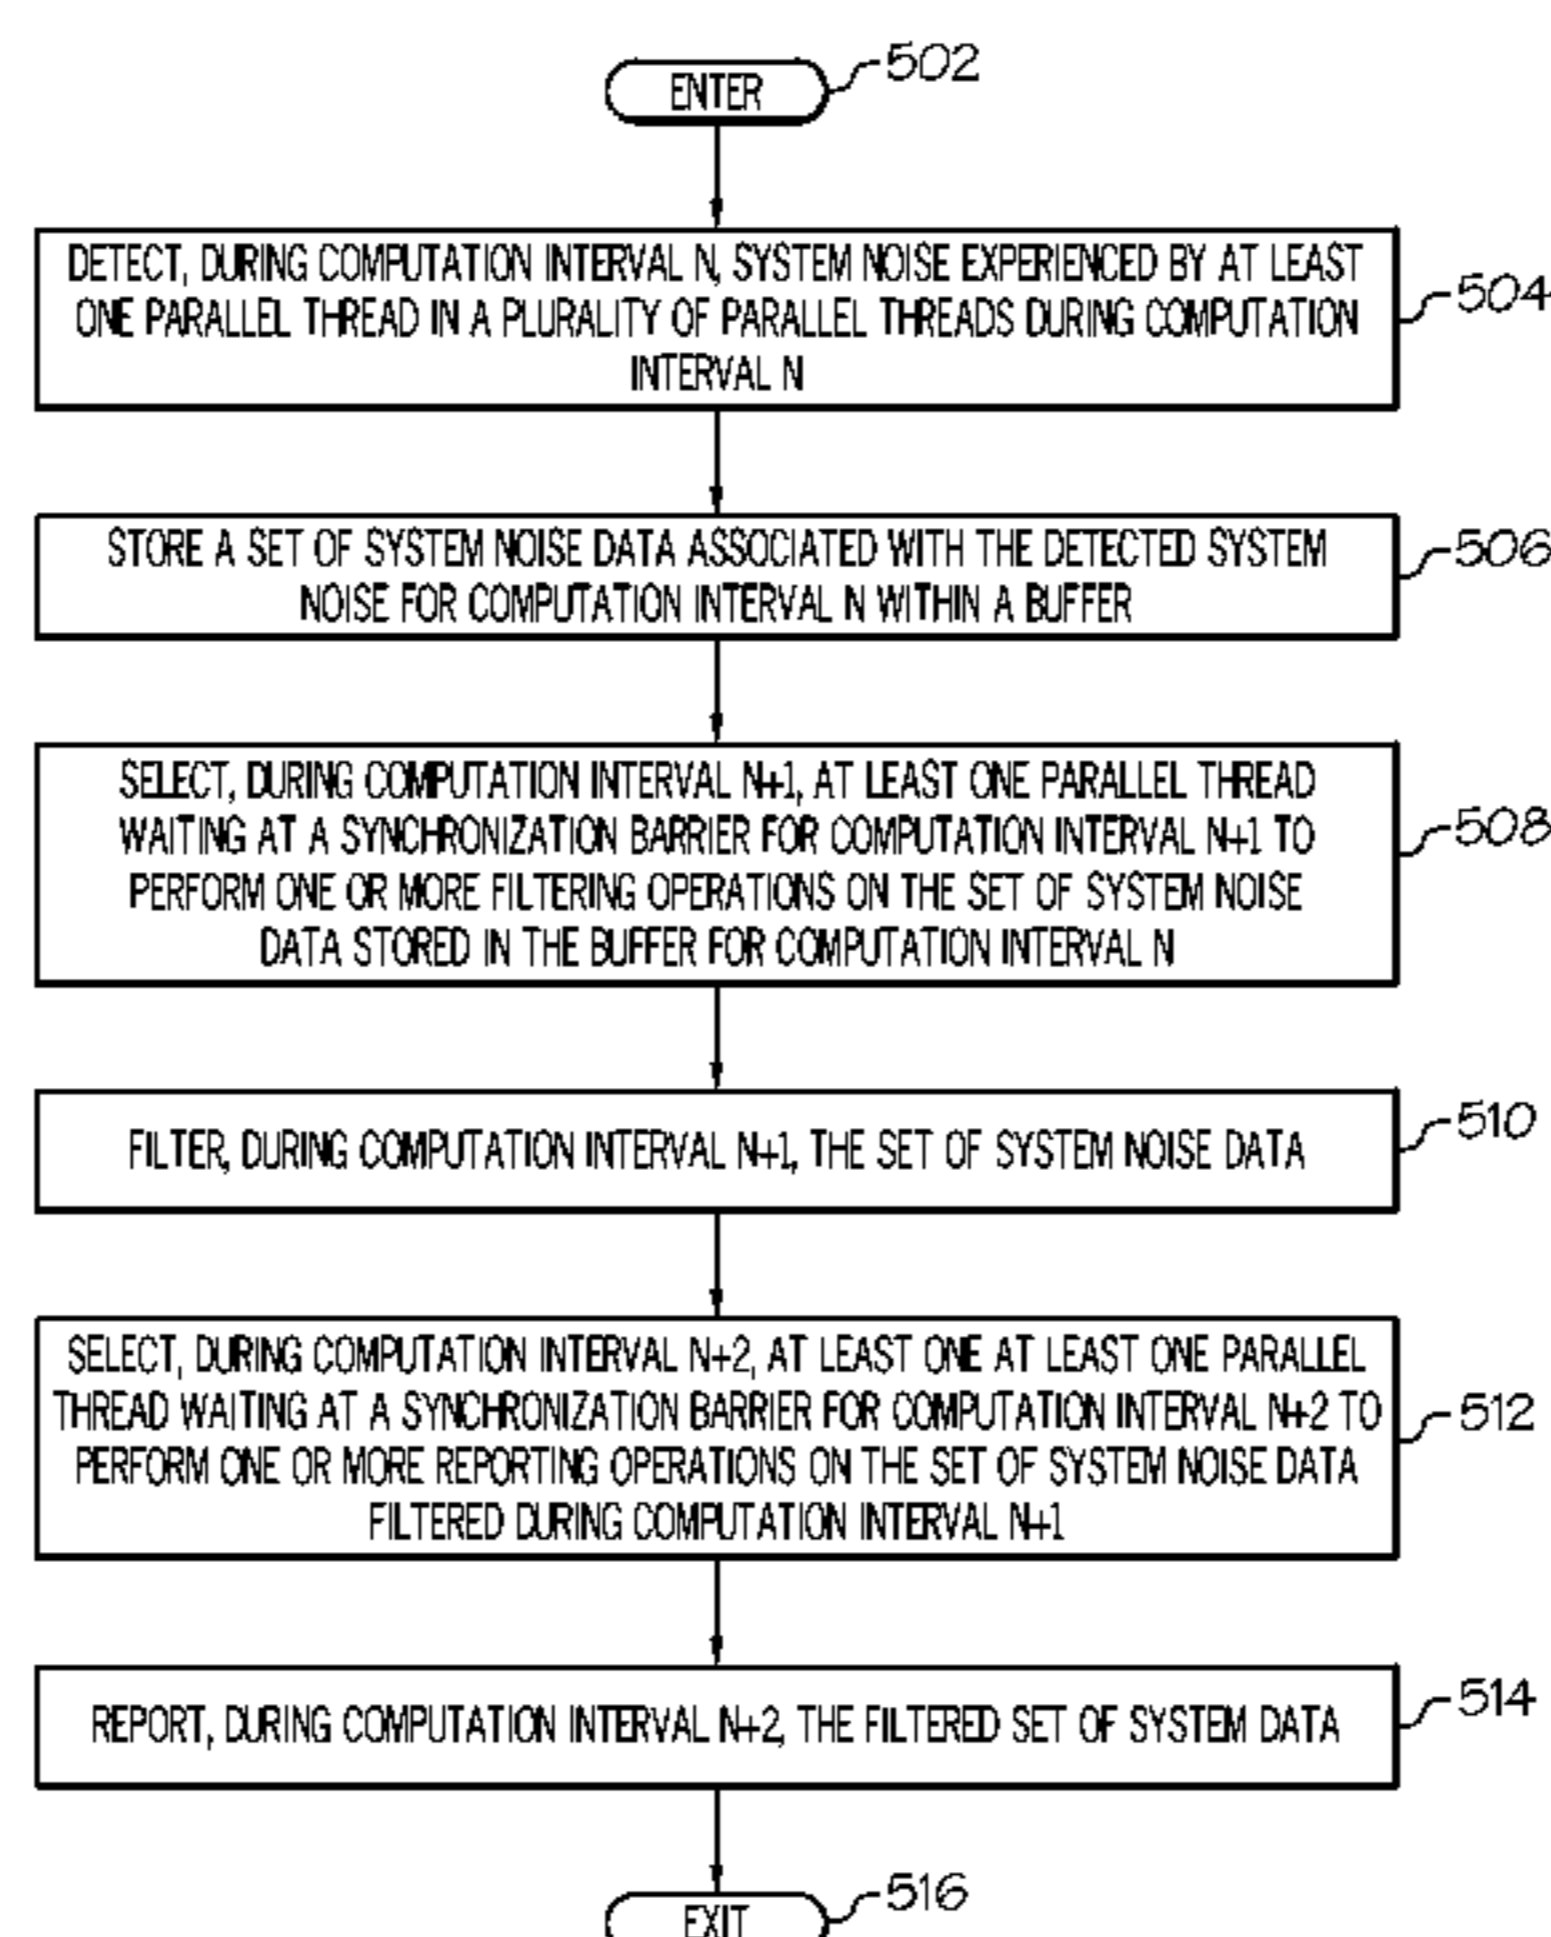 ENTER
502
DETECT, DURING COMPUTATION INTERVAL N, SYSTEM NOISE EXPERIENCED BY AT LEAST
ONE PARALLEL THREAD IN A PLURALITY OF PARALLEL THREADS DURING COMPUTATION
INTERVAL N
504
STORE A SET OF SYSTEM NOISE DATA ASSOCIATED WITH THE DETECTED SYSTEM
NOISE FOR COMPUTATION INTERVAL N WITHIN A BUFFER
506
SELECT, DURING COMPUTATION INTERVAL N+1, AT LEAST ONE PARALLEL THREAD
WAITING AT A SYNCHRONIZATION BARRIER FOR COMPUTATION INTERVAL N+1 TO
PERFORM ONE OR MORE FILTERING OPERATIONS ON THE SET OF SYSTEM NOISE
DATA STORED IN THE BUFFER FOR COMPUTATION INTERVAL N
508
FILTER, DURING COMPUTATION INTERVAL N+1, THE SET OF SYSTEM NOISE DATA
510
SELECT, DURING COMPUTATION INTERVAL N+2, AT LEAST ONE AT LEAST ONE PARALLEL
THREAD WAITING AT A SYNCHRONIZATION BARRIER FOR COMPUTATION INTERVAL N+2 TO
PERFORM ONE OR MORE REPORTING OPERATIONS ON THE SET OF SYSTEM NOISE DATA
FILTERED DURING COMPUTATION INTERVAL N+1
512
REPORT, DURING COMPUTATION INTERVAL N+2, THE FILTERED SET OF SYSTEM DATA
514
EXIT
516